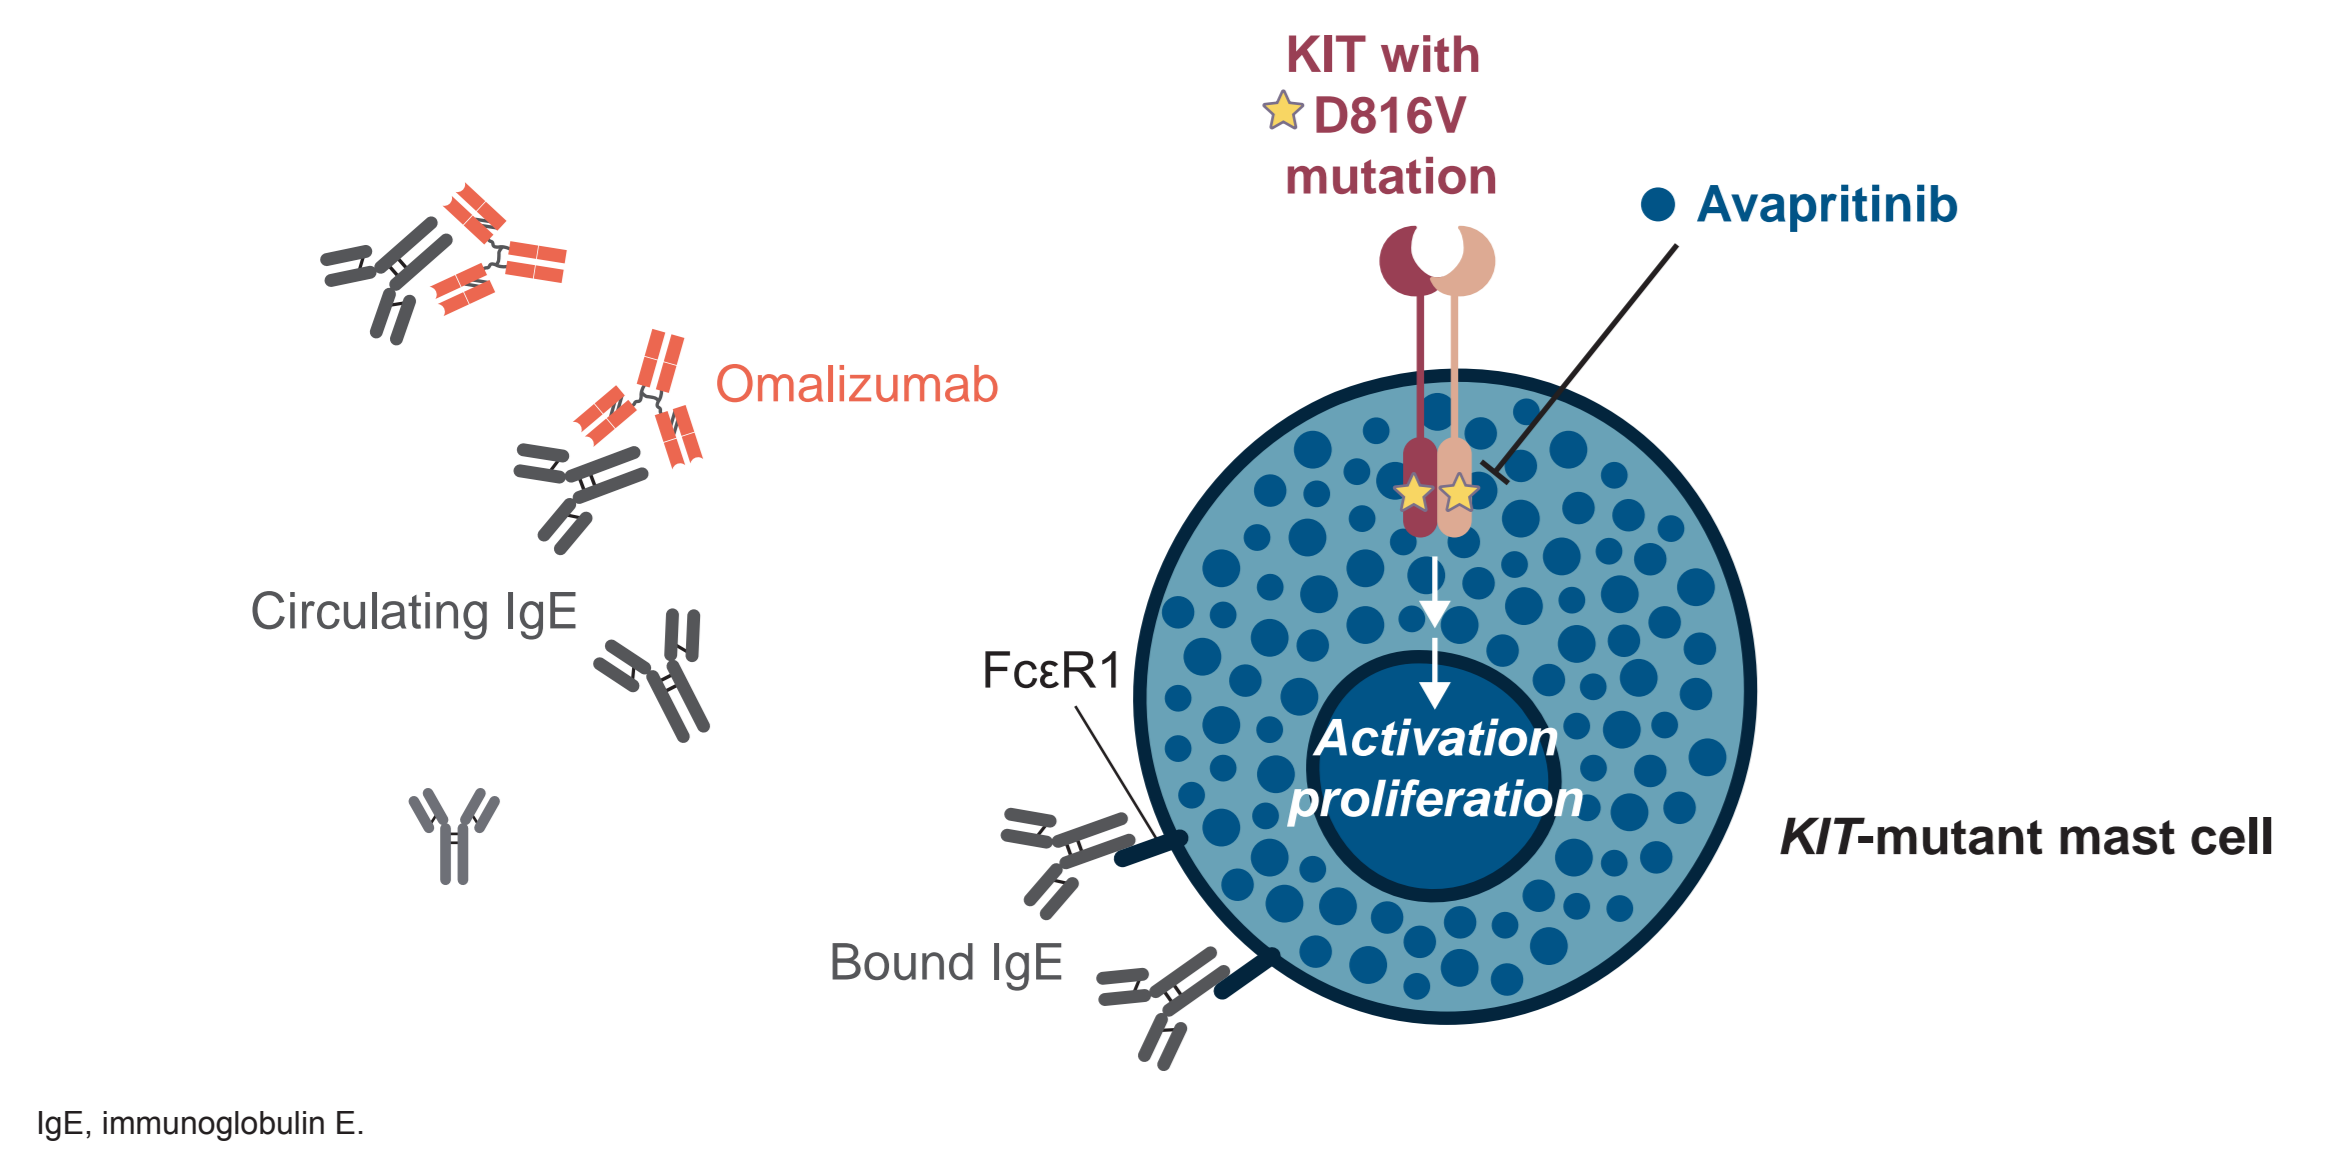 KIT with
D816V
mutation
Avapritinib
Omalizumab
Circulating IgE
FcεR1
Activation
proliferation
KIT-mutant mast cell
Bound IgE
IgE, immunoglobulin E.